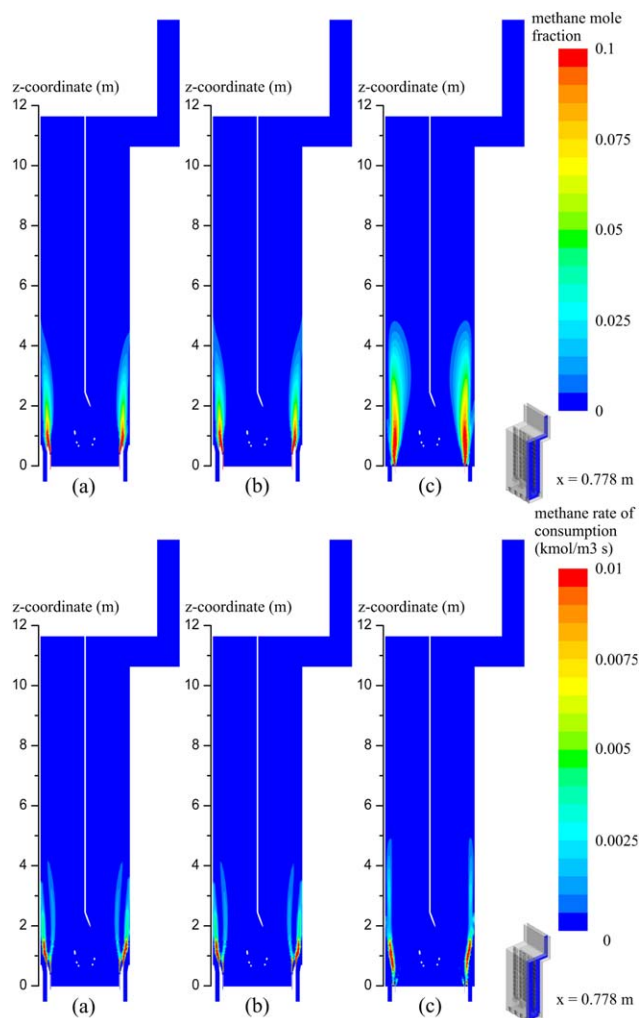 methane mole
fraction
0.1
0.075
0.05
0.025
0
z-coordinate (m) z-coordinate (m) z-coordinate (m)
12 12 12
10 10 10
8 8 8
6 6 6
4 4 4
2 2 2
0 0 0
(a) (b) (c)
x = 0.778 m
methane rate of
consumption
(kmol/m3 s)
0.01
0.0075
0.005
0.0025
0
z-coordinate (m) z-coordinate (m) z-coordinate (m)
12 12 12
10 10 10
8 8 8
6 6 6
4 4 4
2 2 2
0 0 0
(a) (b) (c)
x = 0.778 m